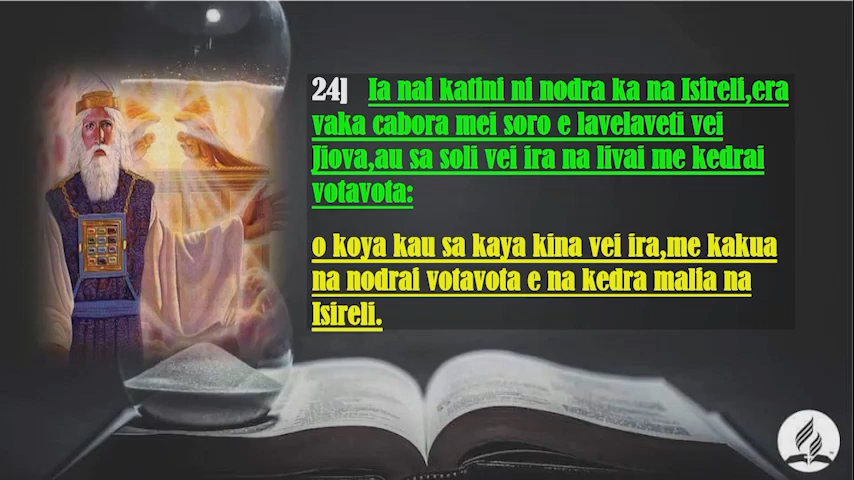 24] Ia nai katini ni nodra ka na Isireli,era
vaka cabora mei soro e lavelaveti vei
Jiova,au sa soli vei ira na livai me kedrai
votavota:
o koya kau sa kaya kina vei ira,me kakua
na nodrai votavota e na kedra malia na
Isireli.